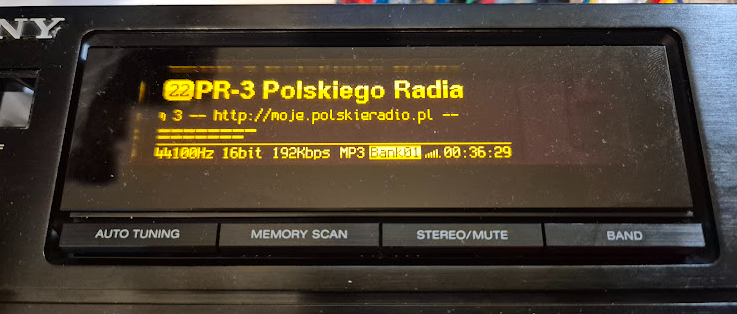 NY
22 PR-3 Polskiego Radia
3 -- http://moje.polskieradio.pl --
44100Hz 16bit 192Kbps MP3 Bank01 00:36:29
AUTO TUNING MEMORY SCAN STEREO/MUTE BAND